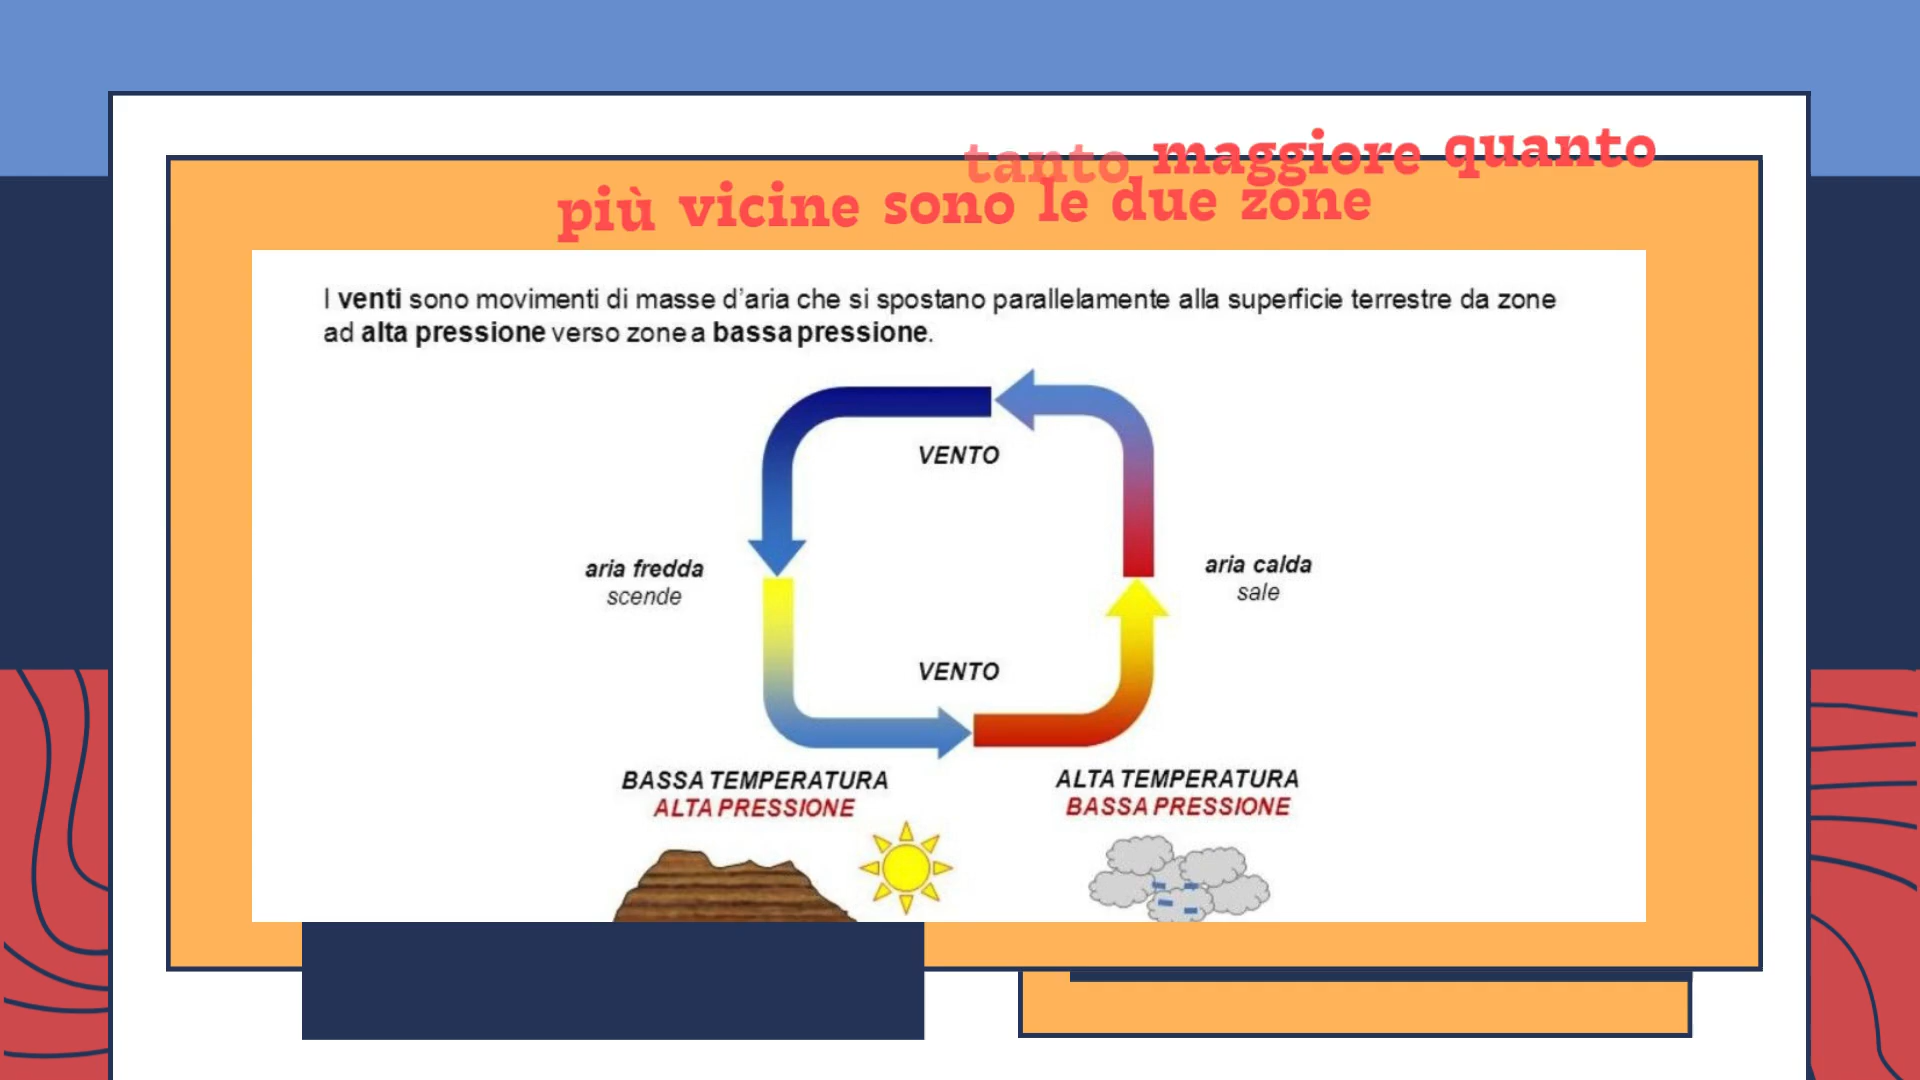 tanto maggiore quanto
più vicine sono le due zone
I venti sono movimenti di masse d'aria che si spostano parallelamente alla superficie terrestre da zone
ad alta pressione verso zone a bassa pressione.
VENTO
aria fredda
scende
aria calda
sale
VENTO
BASSA TEMPERATURA
ALTA PRESSIONE
ALTA TEMPERATURA
BASSA PRESSIONE